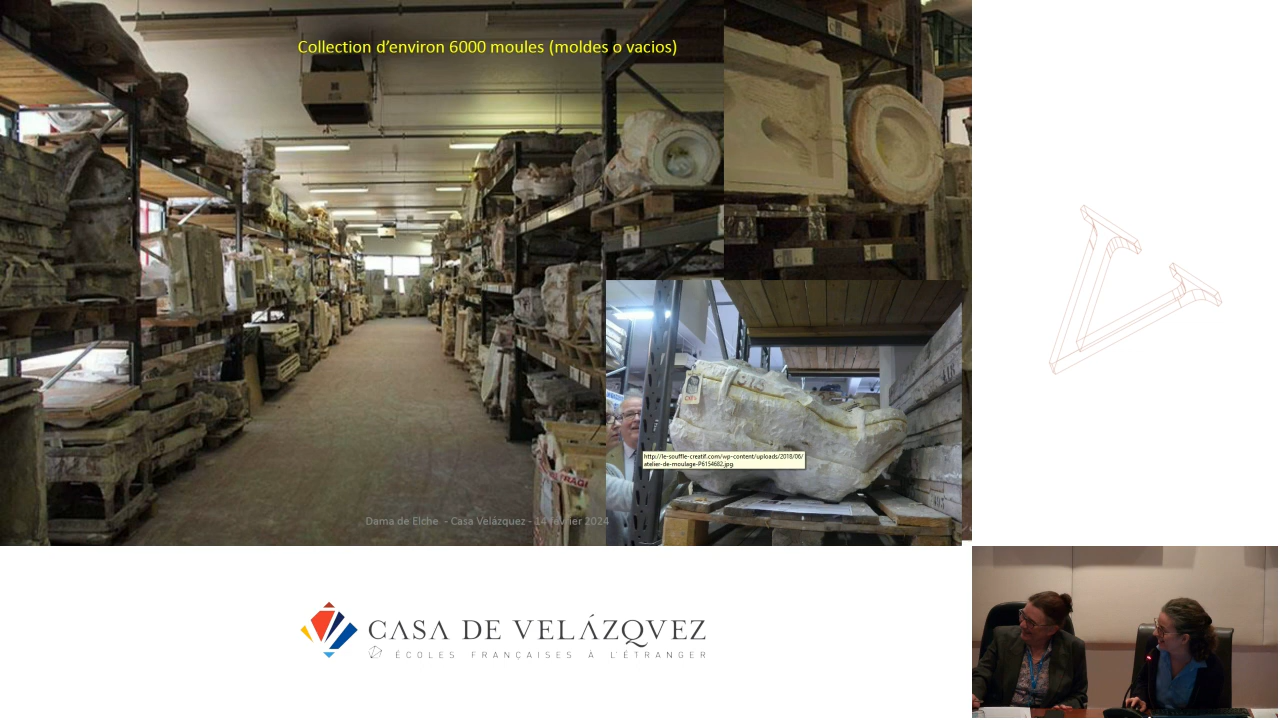 Collection d'environ 6000 moules (moldes o vacios)
http://le-souffle-creatif.com/wp-content/uploads/2018/06/
atelier-de-moulage-P6154682.jpg
Dama de Elche - Casa Velázquez - 14 février 2024
CASA DE VELÁZQVEZ
ÉCOLES FRANÇAISES À L'ÉTRANGER